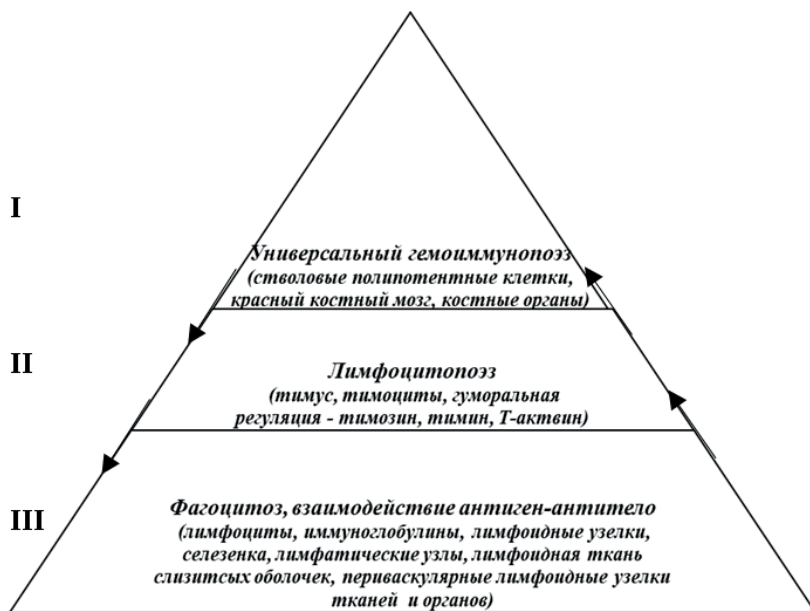 I
Универсальный гемоиммунопоэз
(стволовые полипотентные клетки,
красный костный мозг, костные органы)
II
Лимфоцитопоэз
(тимус, тимоциты, гуморальная
регуляция - тимозин, тимин, Т-актвин)
III
Фагоцитоз, взаимодействие антиген-антитело
(лимфоциты, иммуноглобулины, лимфоидные узелки,
селезенка, лимфатические узлы, лимфоидная ткань
слизитсых оболочек, периваскулярные лимфоидные узелки
тканей и органов)